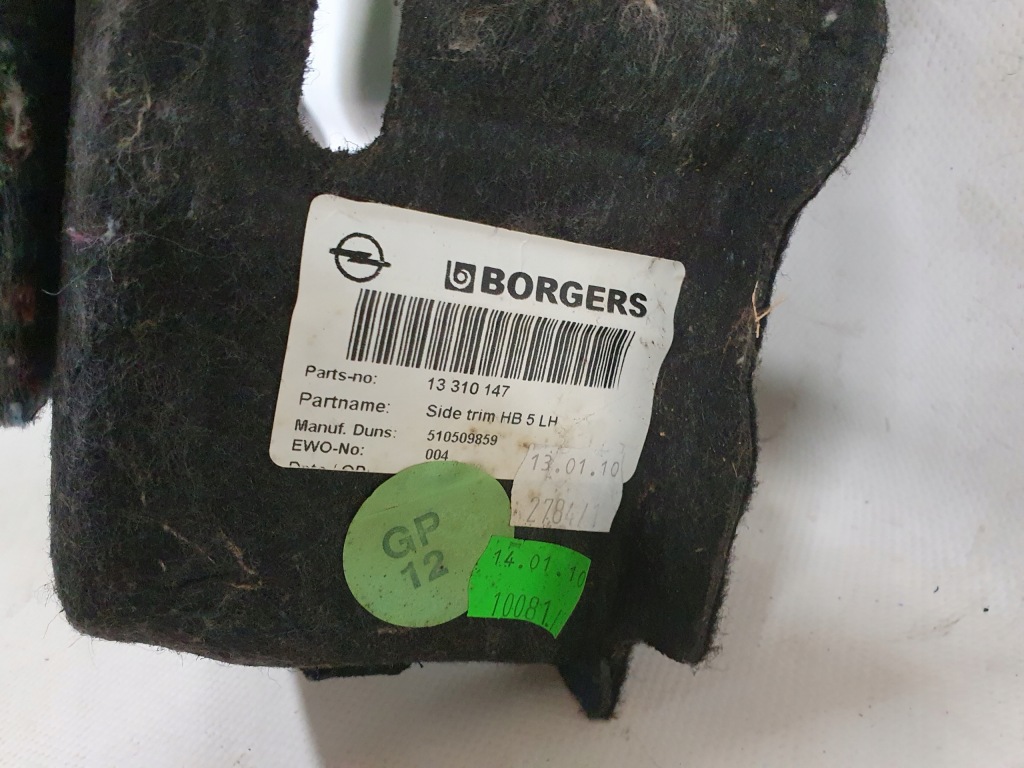 BORGERS
Parts-no: 13 310 147
Partname: Side trim HB 5 LH
Manuf. Duns: 510509859
EWO-No: 004
13.01.10
GP
12
14.01.10